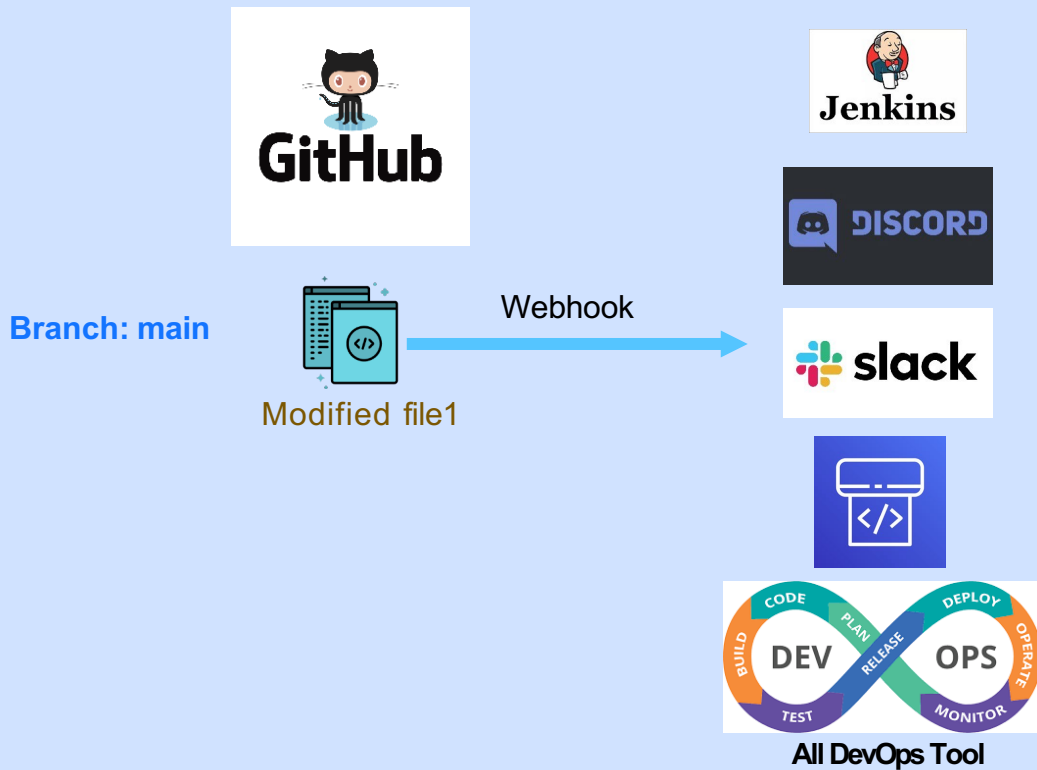 GitHub
Jenkins
DISCORD
Branch: main
Webhook
slack
Modified file1
</>
</>
CODE
DEPLOY
PLAN
BUILD
DEV
RELEASE
OPS
OPERATE
TEST
MONITOR
All DevOps Tool